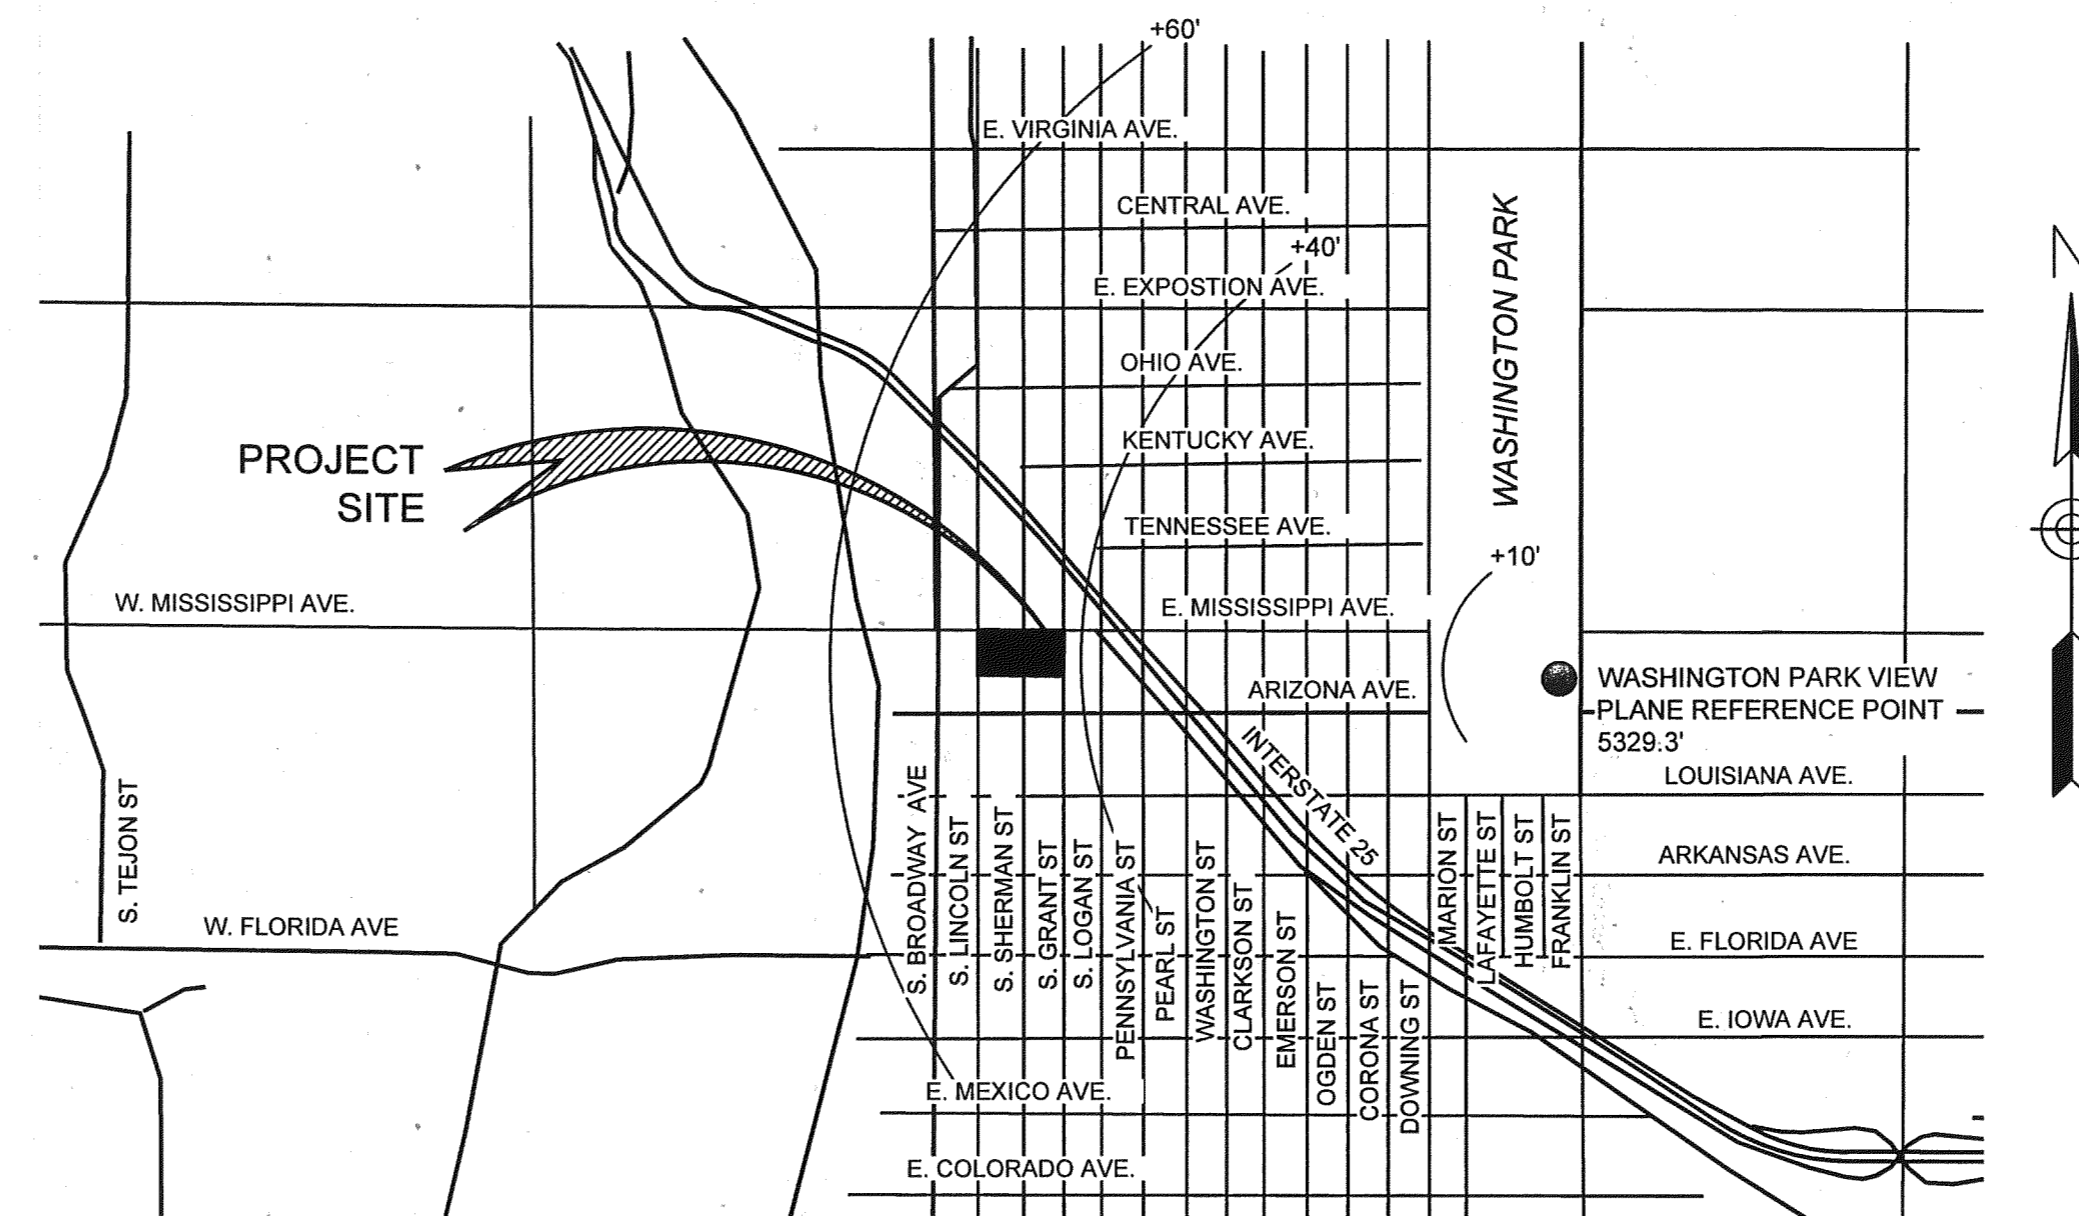 +60'
E. VIRGINIA AVE.
CENTRAL AVE.
+40'
E. EXPOSTION AVE.
WASHINGTON PARK
N
OHIO AVE.
KENTUCKY AVE.
PROJECT
SITE
TENNESSEE AVE.
+10'
W. MISSISSIPPI AVE.
E. MISSISSIPPI AVE.
ARIZONA AVE.
WASHINGTON PARK VIEW
PLANE REFERENCE POINT
5329.3'
INTERSTATE 25
LOUISIANA AVE.
S. TEJON ST
S. BROADWAY AVE
S. LINCOLN ST
S. SHERMAN ST
S. GRANT ST
S. LOGAN ST
PENNSYLVANIA ST
PEARL ST
WASHINGTON ST
CLARKSON ST
EMERSON ST
OGDEN ST
CORONA ST
DOWNING ST
MARION ST
LAFAYETTE ST
HUMBOLT ST
FRANKLIN ST
ARKANSAS AVE.
W. FLORIDA AVE
E. FLORIDA AVE
E. IOWA AVE.
E. MEXICO AVE.
E. COLORADO AVE.